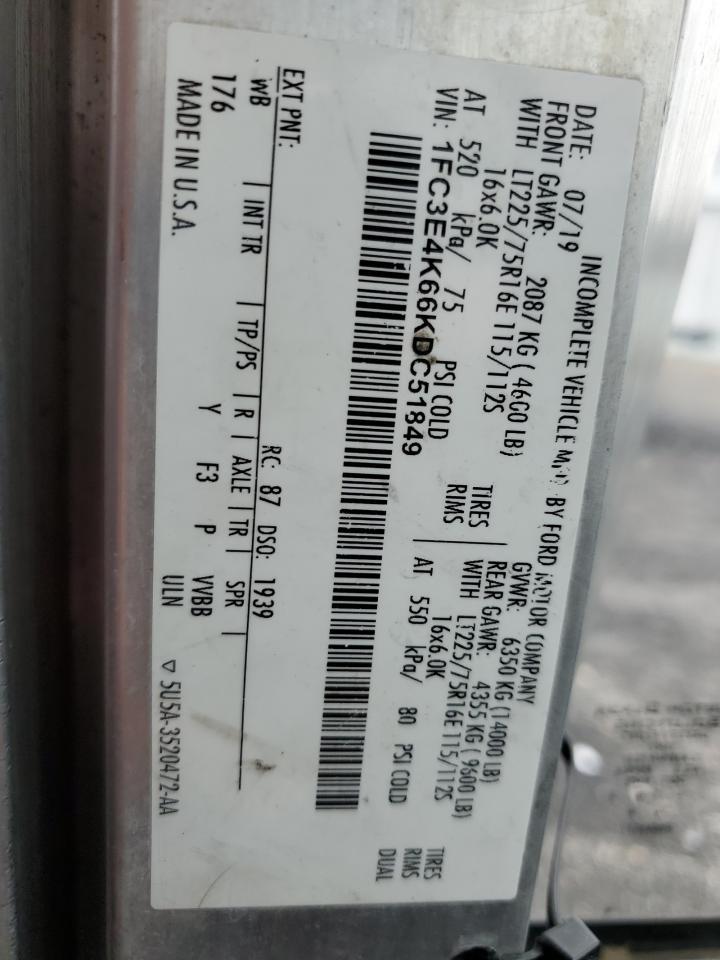 INCOMPLETE VEHICLE MFD BY FORD MOTOR COMPANY
DATE: 07/19 GVWR: 6350 KG (14000 LB)
FRONT GAWR: 2087 KG (4600 LB) REAR GAWR: 4355 KG (9600 LB)
WITH LT225/75R16E 115/112S TIRES WITH LT225/75R16E 115/112S TIRES
16x6.0K RIMS 16x6.0K RIMS
AT 520 kPa/ 75 PSI COLD AT 550 kPa/ 80 PSI COLD DUAL
VIN: 1FC3E4K66KDC51849
EXT PNT: RC: 87 DSO: 1939
WB | INT TR | TP/PS | R | AXLE | TR | SPR |
176 Y F3 P VVBB
MADE IN U.S.A. ULN
▽ 5U5A-3520472-AA